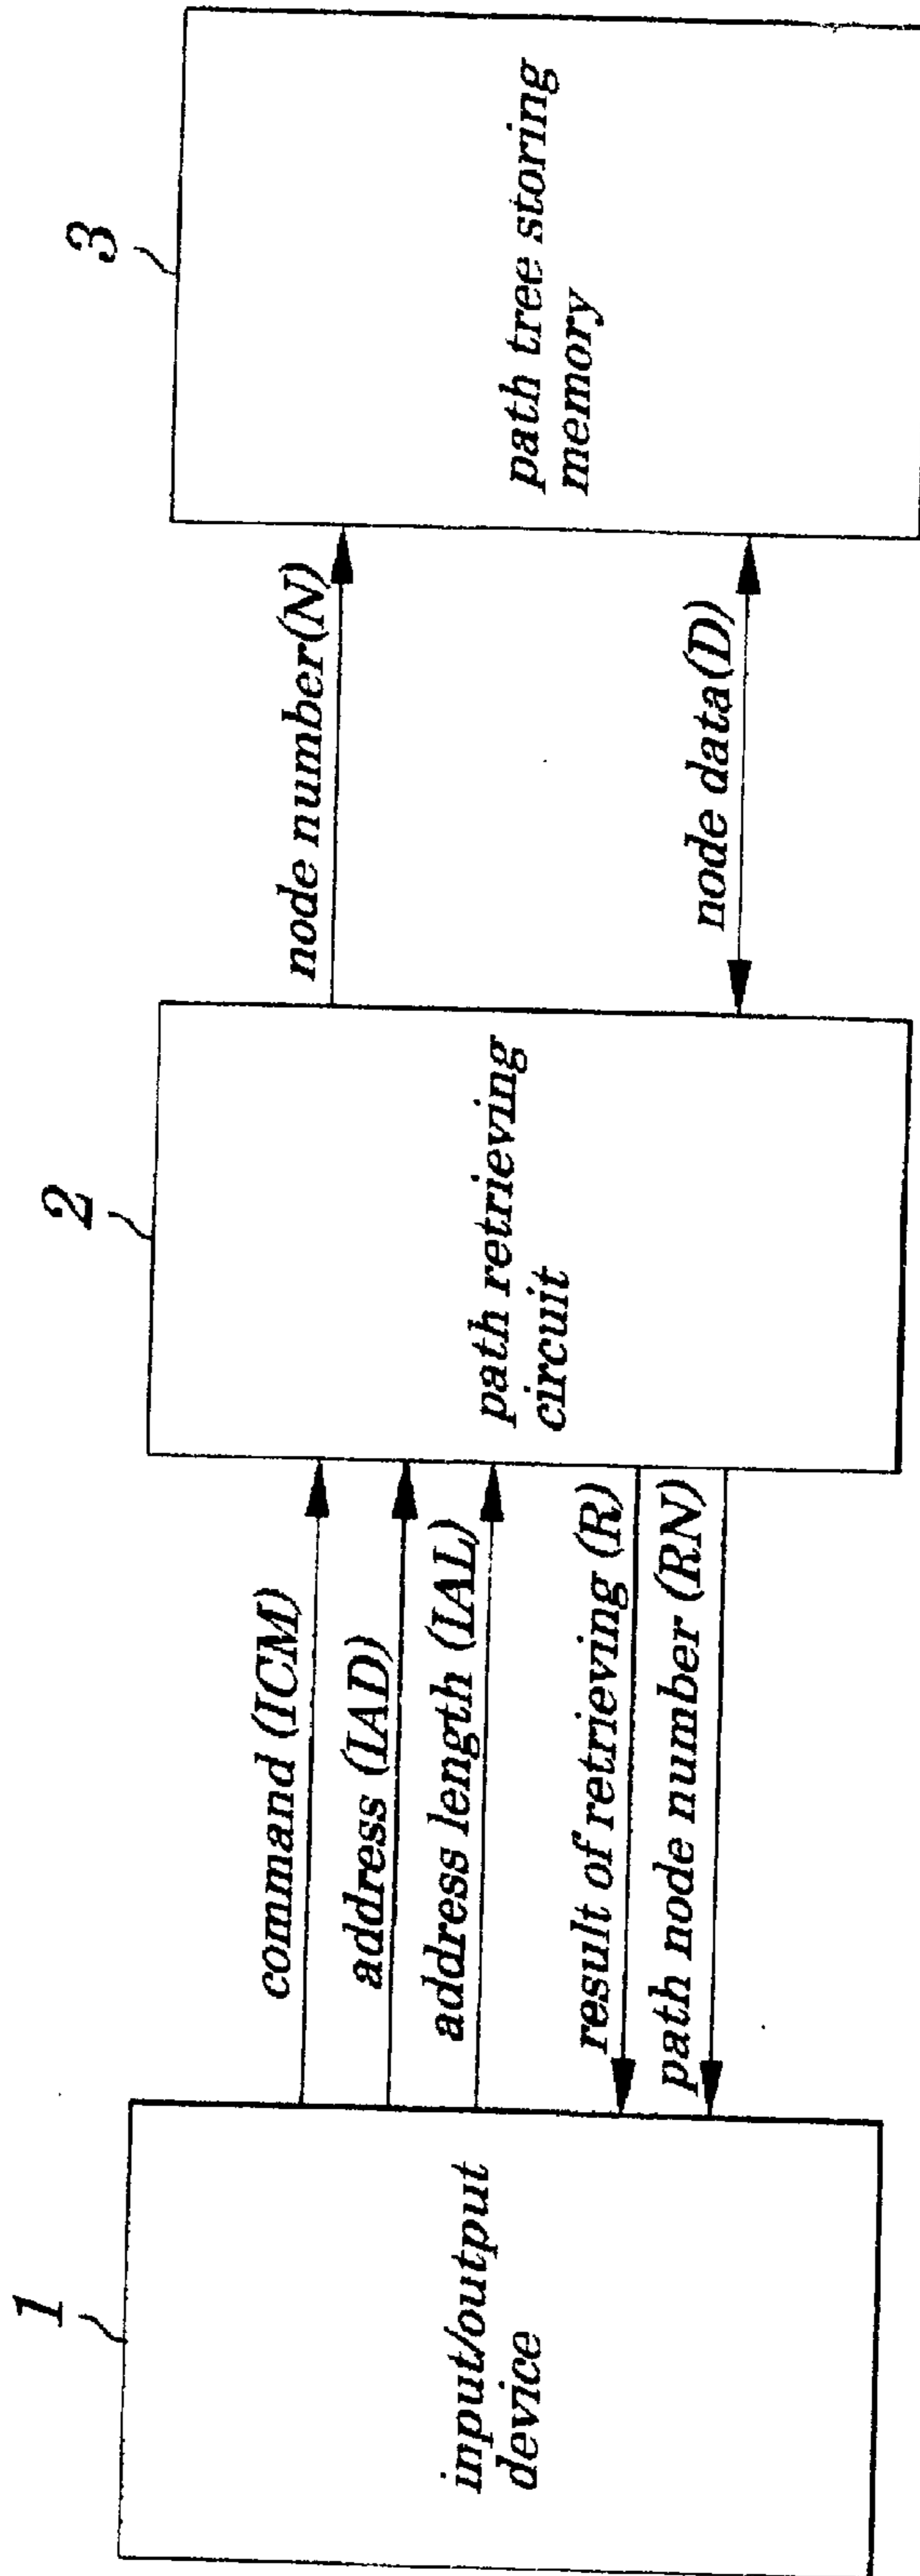 1
input/output
device
command (ICM)
address (IAD)
address length (IAL)
result of retrieving (R)
path node number (RN)
2
path retrieving
circuit
node number(N)
node data(D)
3
path tree storing
memory